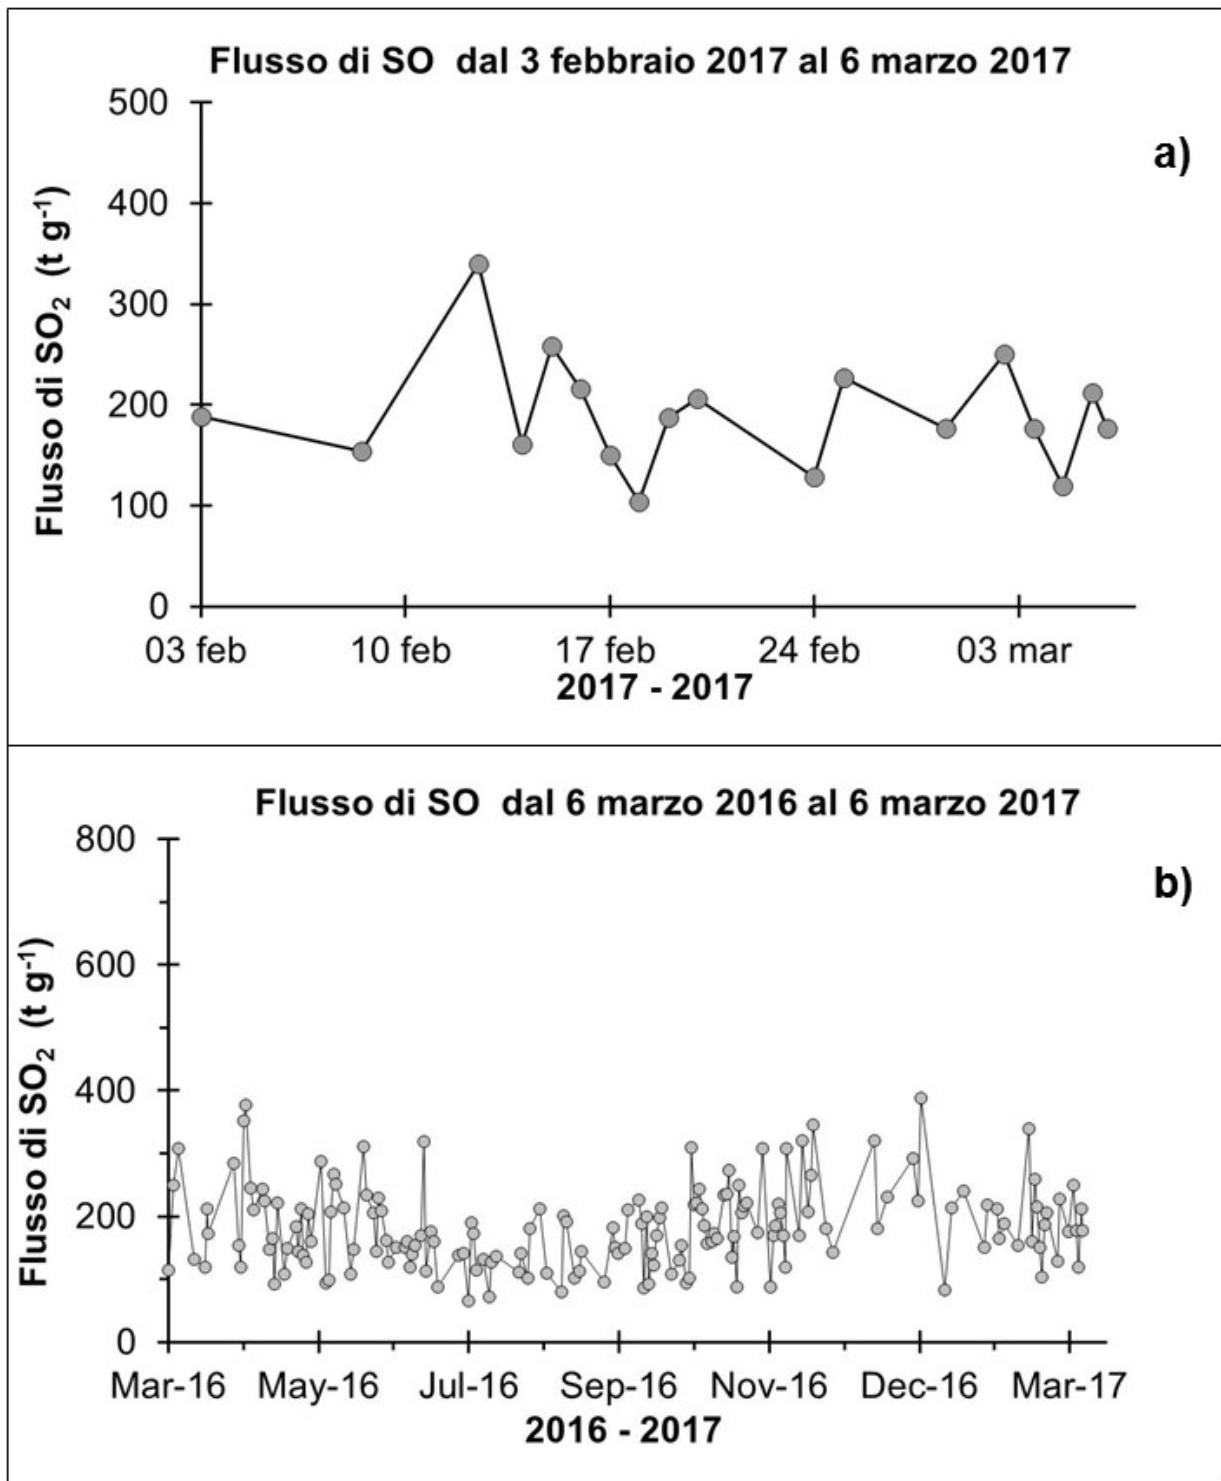 Flusso di SO dal 3 febbraio 2017 al 6 marzo 2017
a)
Flusso di SO₂ (t g⁻¹)
500
400
300
200
100
0
03 feb 10 feb 17 feb 24 feb 03 mar
2017 - 2017
Flusso di SO dal 6 marzo 2016 al 6 marzo 2017
b)
Flusso di SO₂ (t g⁻¹)
800
600
400
200
0
Mar-16 May-16 Jul-16 Sep-16 Nov-16 Dec-16 Mar-17
2016 - 2017